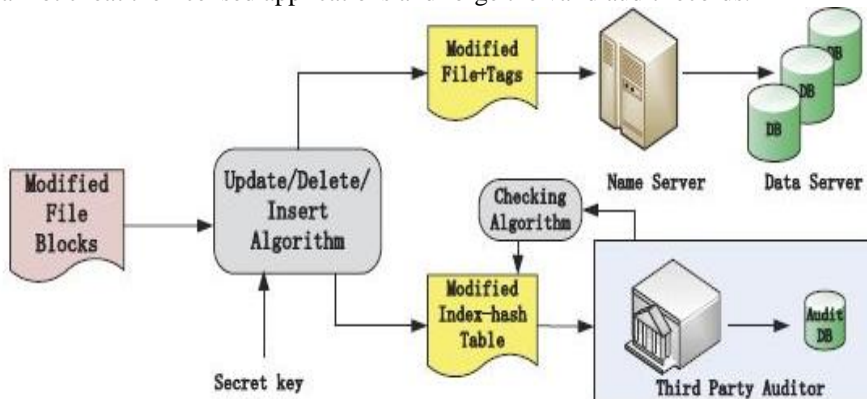 Modified
File+Tags
DB
DB
DB
Name Server
Data Server
Modified
File
Blocks
Update/Delete/
Insert
Algorithm
Checking
Algorithm
Modified
Index-hash
Table
Audit
DB
Secret key
Third Party Auditor